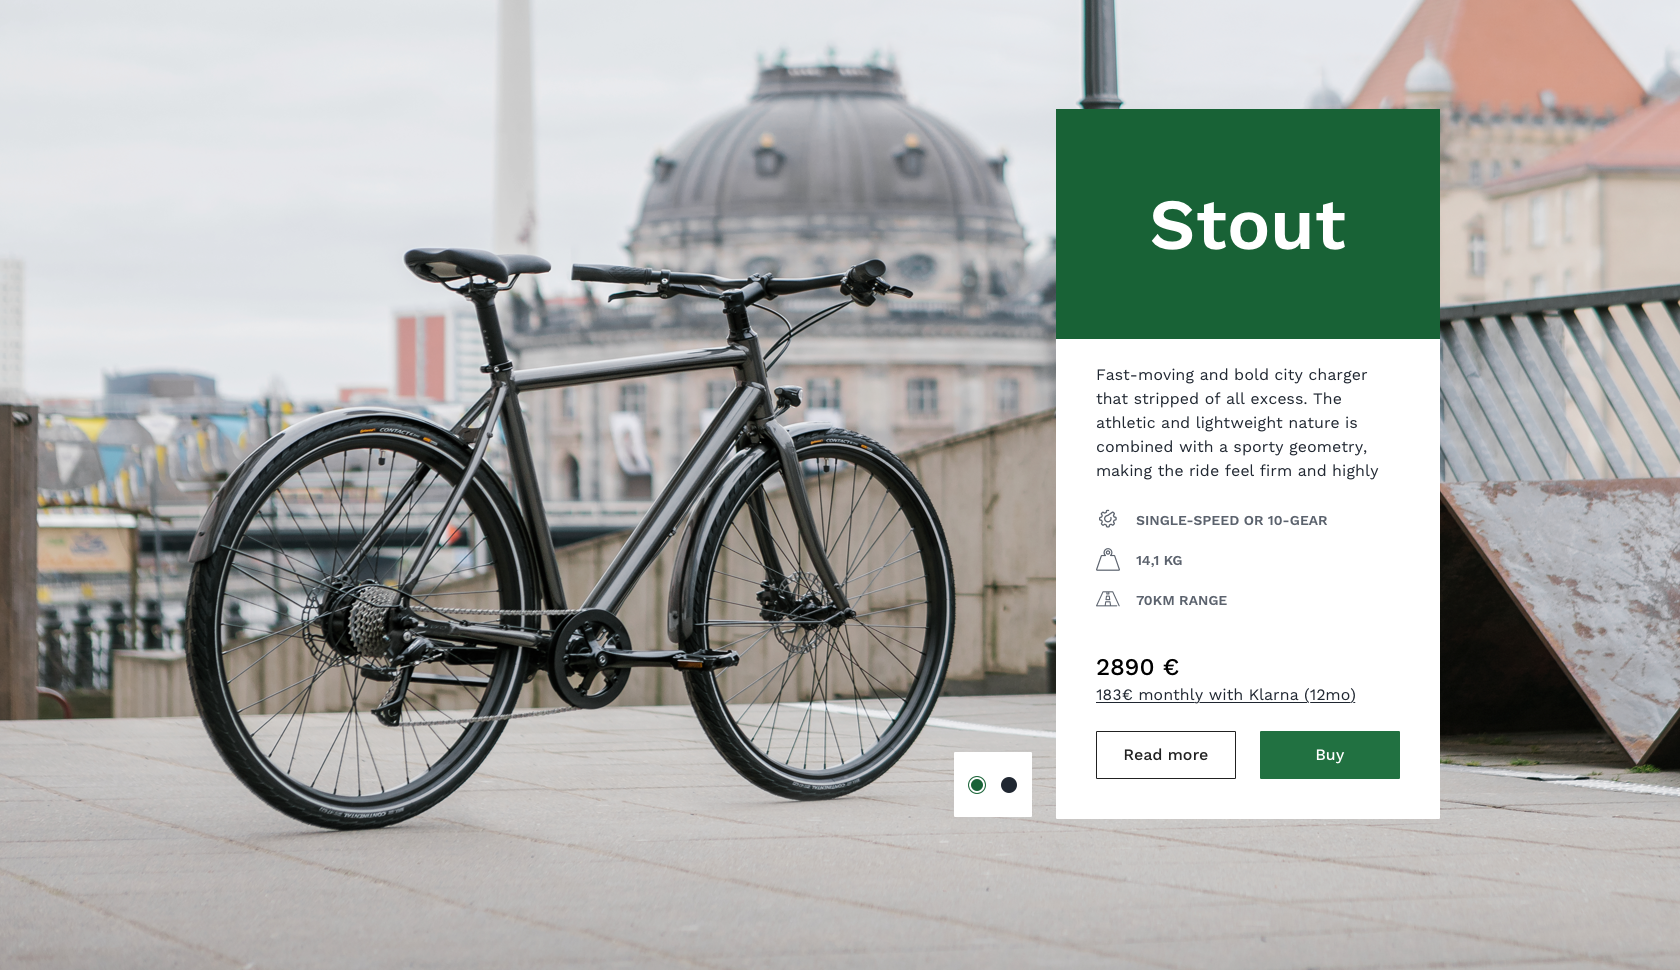 Stout
Fast-moving and bold city charger
that stripped of all excess. The
athletic and lightweight nature is
combined with a sporty geometry,
making the ride feel firm and highly
SINGLE-SPEED OR 10-GEAR
14,1 KG
70KM RANGE
2890 €
183€ monthly with Klarna (12mo)
Read more
Buy